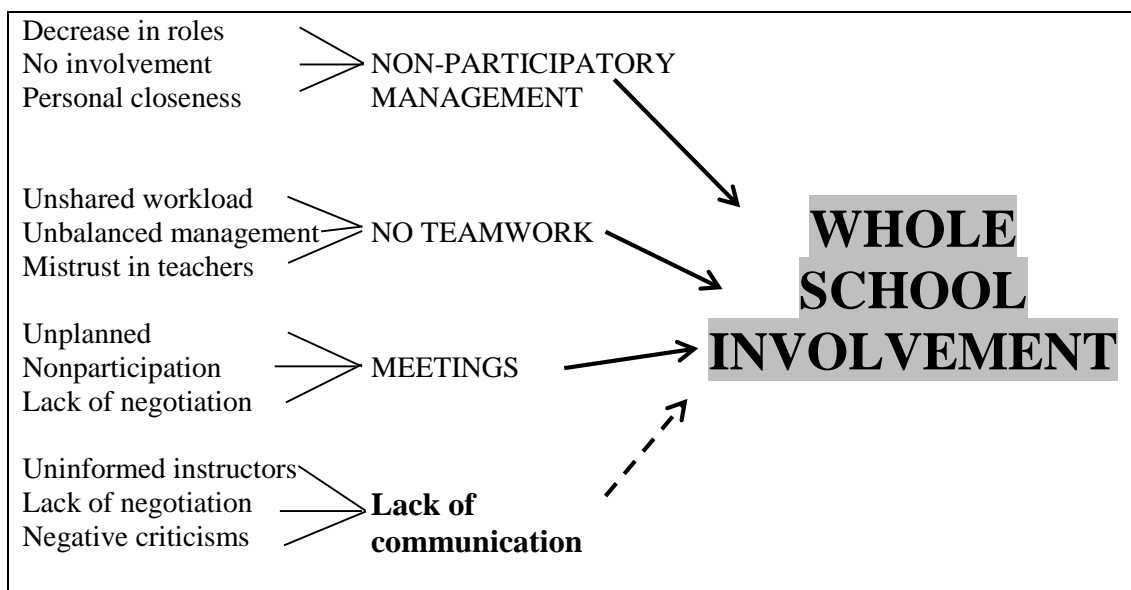 Decrease in roles
No involvement
Personal closeness
NON-PARTICIPATORY
MANAGEMENT
Unshared workload
Unbalanced management
Mistrust in teachers
NO TEAMWORK
Unplanned
Nonparticipation
Lack of negotiation
MEETINGS
Uninformed instructors
Lack of negotiation
Negative criticisms
Lack of
communication
WHOLE
SCHOOL
INVOLVEMENT